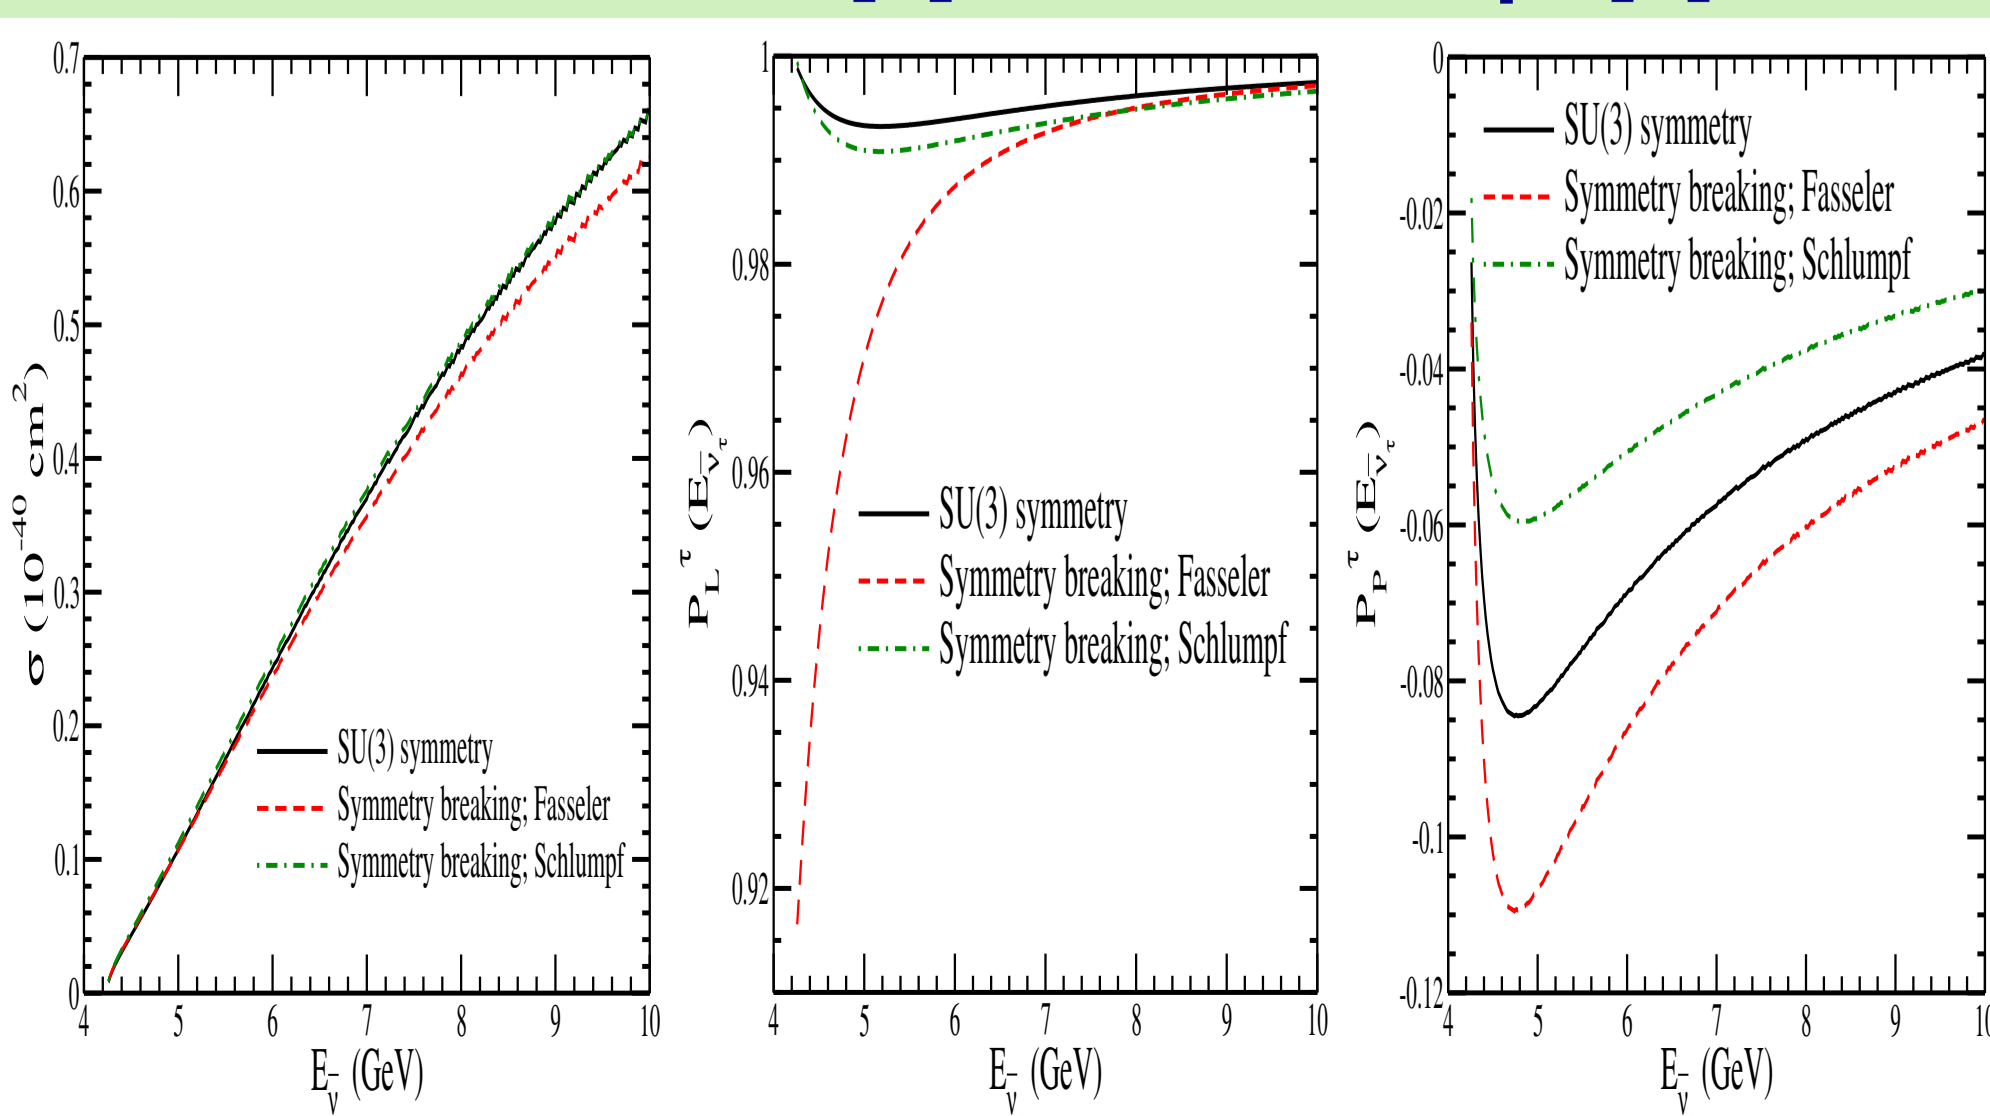 0.7
0.6
0.5
0.4
0.3
0.2
0.1
0
σ (10⁻⁴⁰ cm²)
SU(3) symmetry
Symmetry breaking; Fasseler
Symmetry breaking; Schlumpf
4 5 6 7 8 9 10
E_ν̅ (GeV)
1
0.98
0.96
0.94
0.92
P_L^τ (E_ν̅_τ)
SU(3) symmetry
Symmetry breaking; Fasseler
Symmetry breaking; Schlumpf
4 5 6 7 8 9 10
E_ν̅ (GeV)
0
-0.02
-0.04
-0.06
-0.08
-0.1
-0.12
P_P^τ (E_ν̅_τ)
SU(3) symmetry
Symmetry breaking; Fasseler
Symmetry breaking; Schlumpf
4 5 6 7 8 9 10
E_ν̅ (GeV)